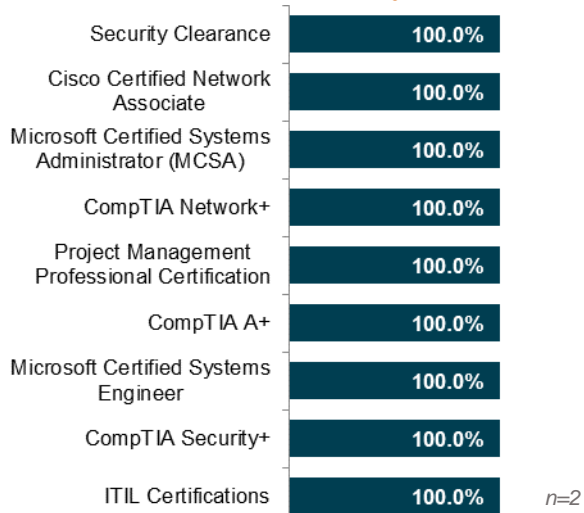 Security Clearance 100.0%
Cisco Certified Network
Associate 100.0%
Microsoft Certified Systems
Administrator (MCSA) 100.0%
CompTIA Network+ 100.0%
Project Management
Professional Certification 100.0%
CompTIA A+ 100.0%
Microsoft Certified Systems
Engineer 100.0%
CompTIA Security+ 100.0%
ITIL Certifications 100.0% n=2